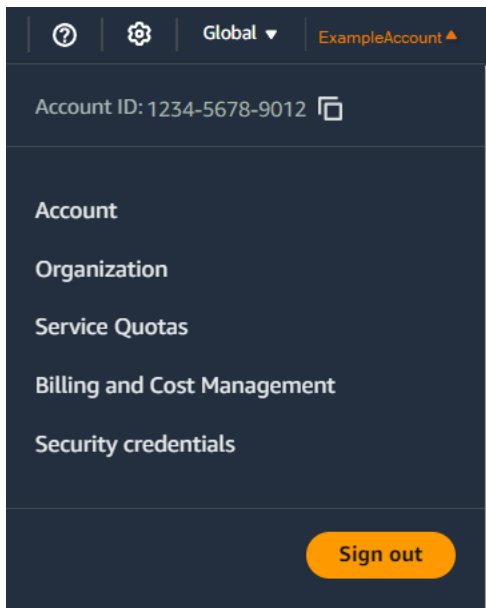 Global ExampleAccount
Account ID: 1234-5678-9012
Account
Organization
Service Quotas
Billing and Cost Management
Security credentials
Sign out